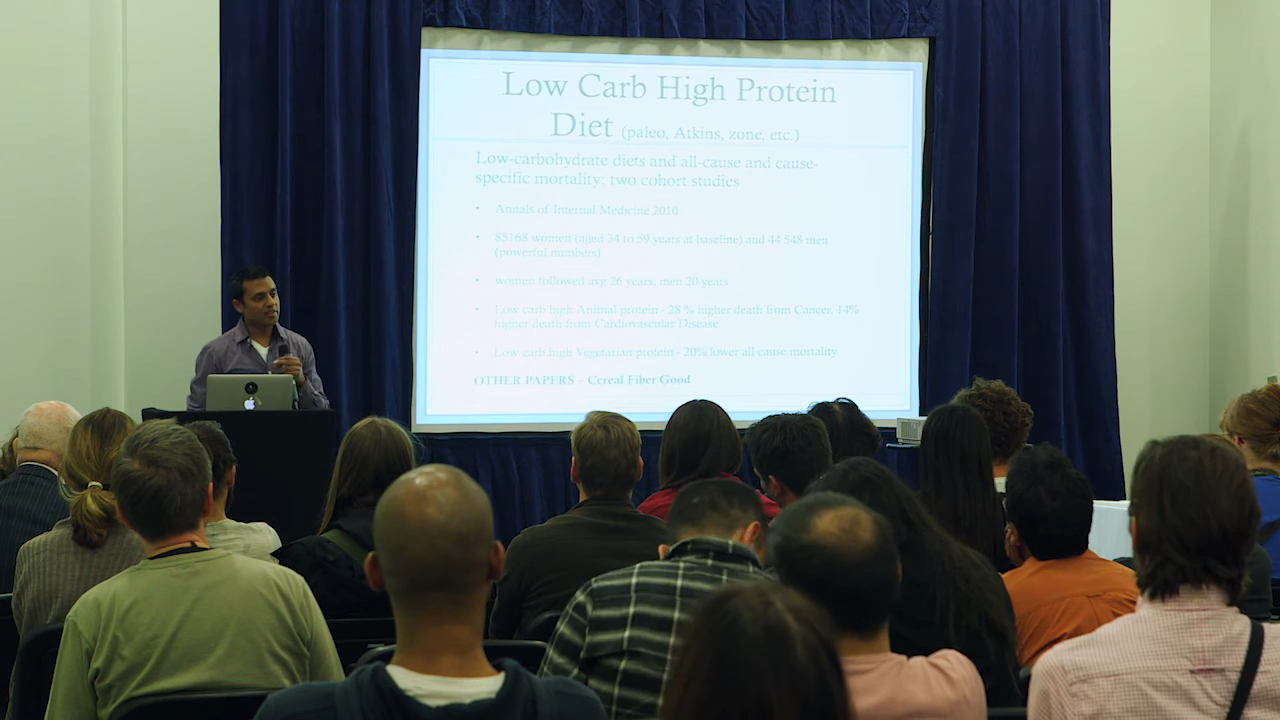 Low Carb High Protein
Diet (paleo, Atkins, zone, etc.)
Low-carbohydrate diets and all-cause and cause-
specific mortality: two cohort studies
• Annals of Internal Medicine 2010
• 85168 women (aged 34 to 59 years at baseline) and 44 548 men
(powerful numbers)
• women followed avg 26 years, men 20 years
• Low carb high Animal protein - 28 % higher death from Cancer, 14%
higher death from Cardiovascular Disease
• Low carb high Vegetarian protein - 20% lower all cause mortality
OTHER PAPERS – Cereal Fiber Good